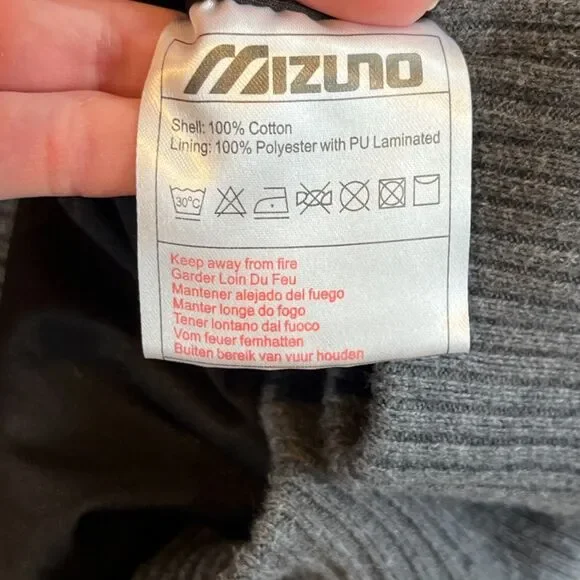 MIZUNO
Shell: 100% Cotton
Lining: 100% Polyester with PU Laminated
30°C
Keep away from fire
Garder Loin Du Feu
Mantener alejado del fuego
Manter longe do fogo
Tener lontano dal fuoco
Vom feuer fernhatten
Buiten bereik van vuur houden